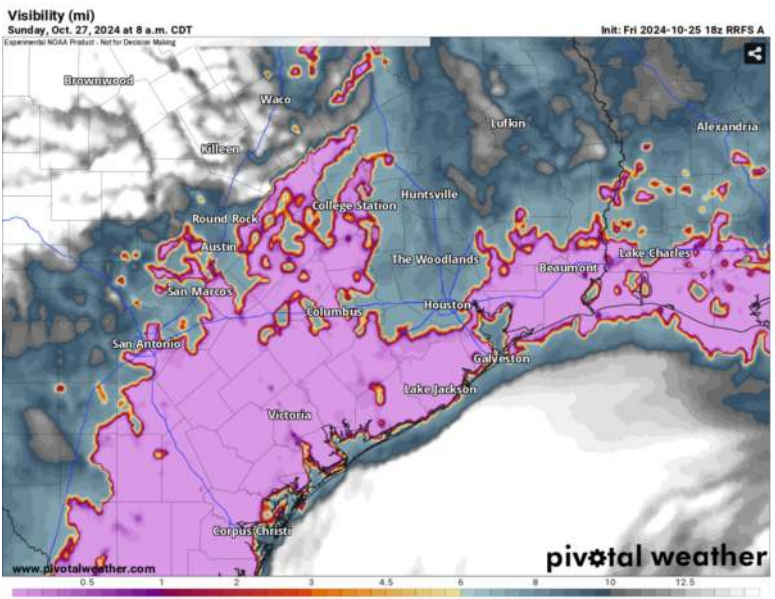 Visibility (mi)
Sunday, Oct. 27, 2024 at 8 a.m. CDT
Init: Fri 2024-10-25 18z RRFS A
Experimental NOAA Product - Not for Decision Making
Brownwood
Waco
Lufkin
Alexandria
Killeen
Huntsville
College Station
Round Rock
Austin
The Woodlands
Lake Charles
Beaumont
San Marcos
Houston
Columbus
San Antonio
Galveston
Lake Jackson
Victoria
Corpus Christi
pivotal weather
www.pivotalweather.com
0.5 1 2 3 4.5 6 8 10 12.5